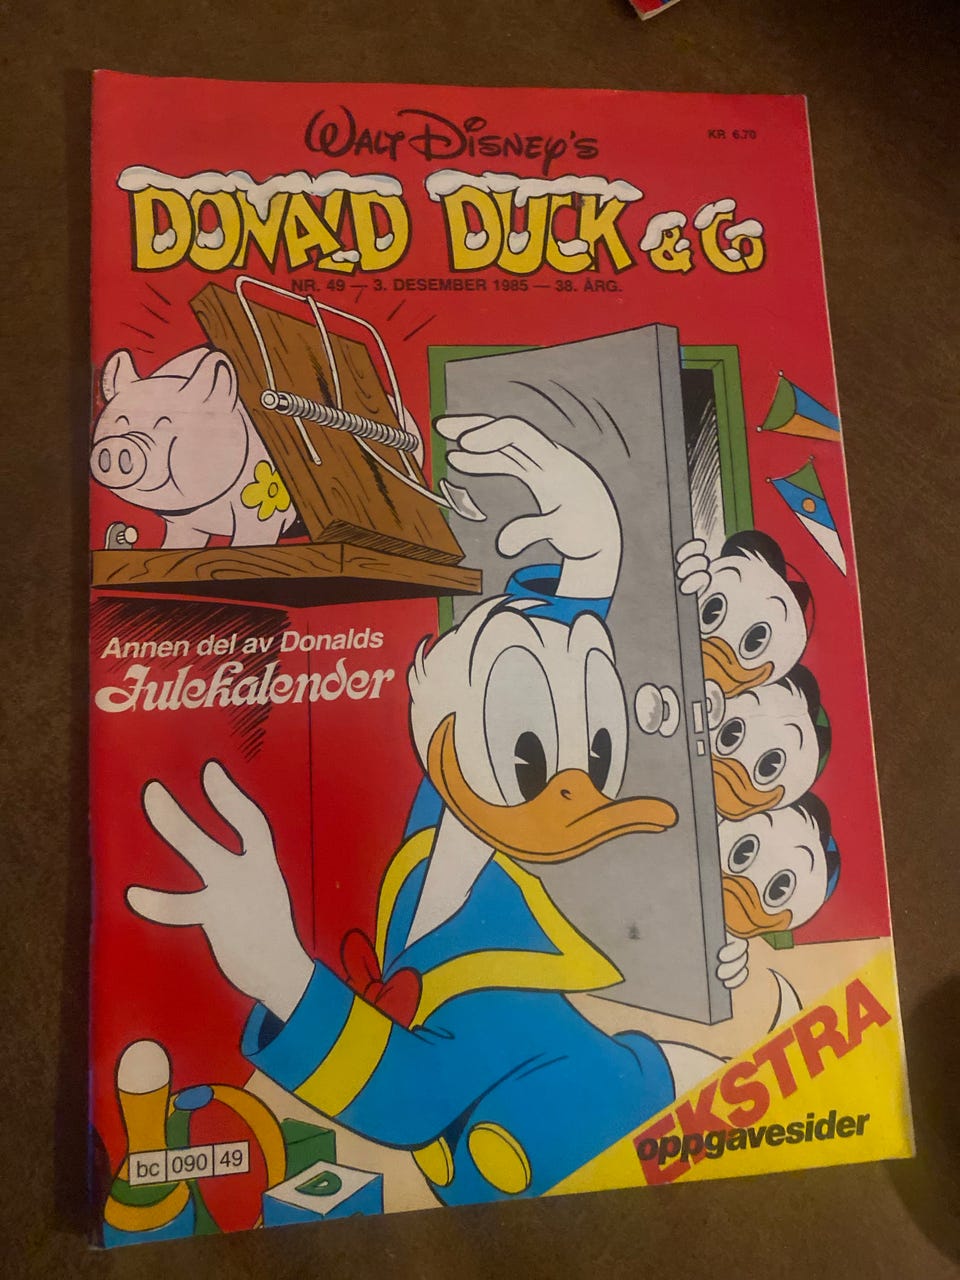 Walt Disney's
KR. 6.70
DONALD DUCK & Co
NR. 49 — 3. DESEMBER 1985 — 38. ÅRG.
Annen del av Donalds
Julekalender
EKSTRA
oppgavesider
bc 090 49
D